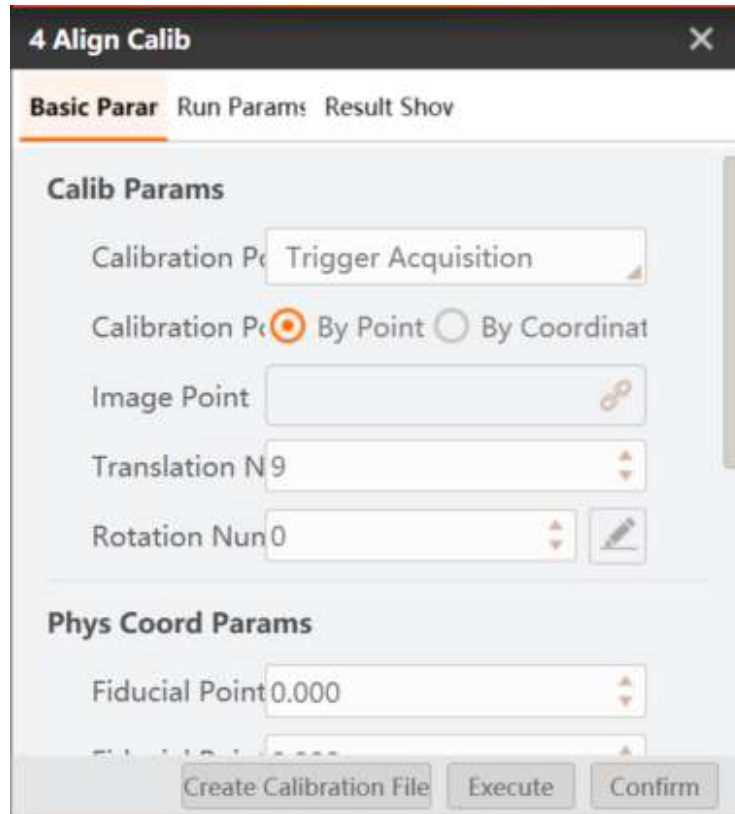 4 Align Calib
Basic Parar Run Params Result Shov
Calib Params
Calibration Po Trigger Acquisition
Calibration Po By Point By Coordinat
Image Point
Translation N 9
Rotation Nun 0
Phys Coord Params
Fiducial Point 0.000
Create Calibration File Execute Confirm